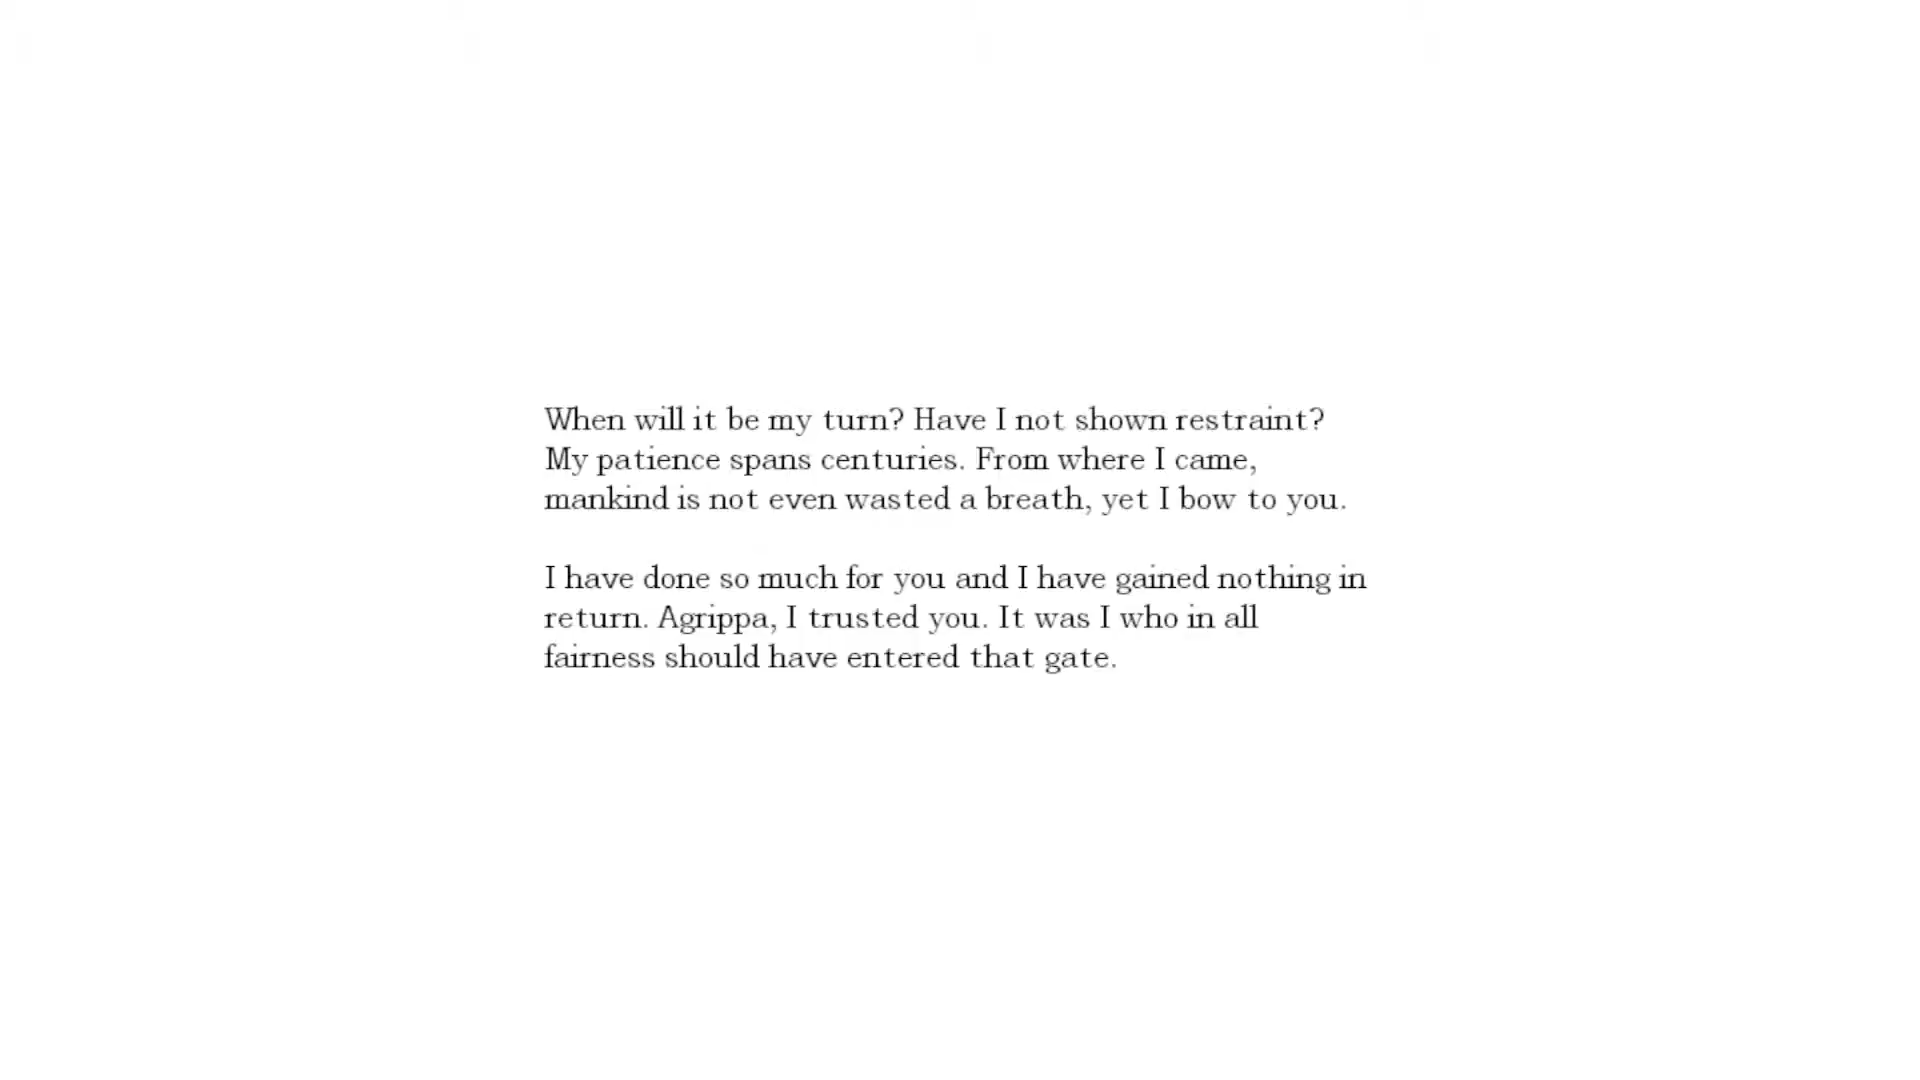 When will it be my turn? Have I not shown restraint?
My patience spans centuries. From where I came,
mankind is not even wasted a breath, yet I bow to you.
I have done so much for you and I have gained nothing in
return. Agrippa, I trusted you. It was I who in all
fairness should have entered that gate.